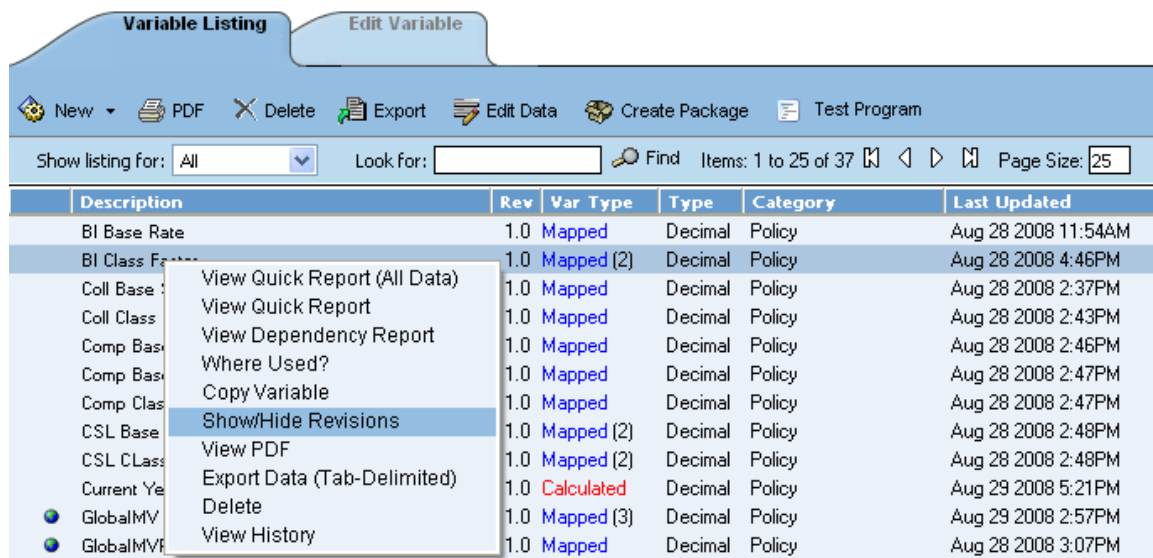 Variable Listing Edit Variable
New PDF Delete Export Edit Data Create Package Test Program
Show listing for: All Look for: Find Items: 1 to 25 of 37 Page Size: 25
Description Rev Var Type Type Category Last Updated
BI Base Rate 1.0 Mapped Decimal Policy Aug 28 2008 11:54AM
BI Class 1.0 Mapped (2) Decimal Policy Aug 28 2008 4:46PM
Coll Base 1.0 Mapped Decimal Policy Aug 28 2008 2:37PM
Coll Class 1.0 Mapped Decimal Policy Aug 28 2008 2:43PM
Comp 1.0 Mapped Decimal Policy Aug 28 2008 2:46PM
Comp 1.0 Mapped Decimal Policy Aug 28 2008 2:47PM
Comp 1.0 Mapped Decimal Policy Aug 28 2008 2:47PM
CSL Base 1.0 Mapped (2) Decimal Policy Aug 28 2008 2:48PM
CSL CLass 1.0 Mapped (2) Decimal Policy Aug 28 2008 2:48PM
Current 1.0 Calculated Decimal Policy Aug 29 2008 5:21PM
GlobalMV 1.0 Mapped (3) Decimal Policy Aug 29 2008 2:57PM
1.0 Mapped Decimal Policy Aug 28 2008 3:07PM
View Quick Report (All Data)
View Quick Report
View Dependency Report
Where Used?
Copy Variable
Show/Hide Revisions
View PDF
Export Data (Tab-Delimited)
Delete
View History